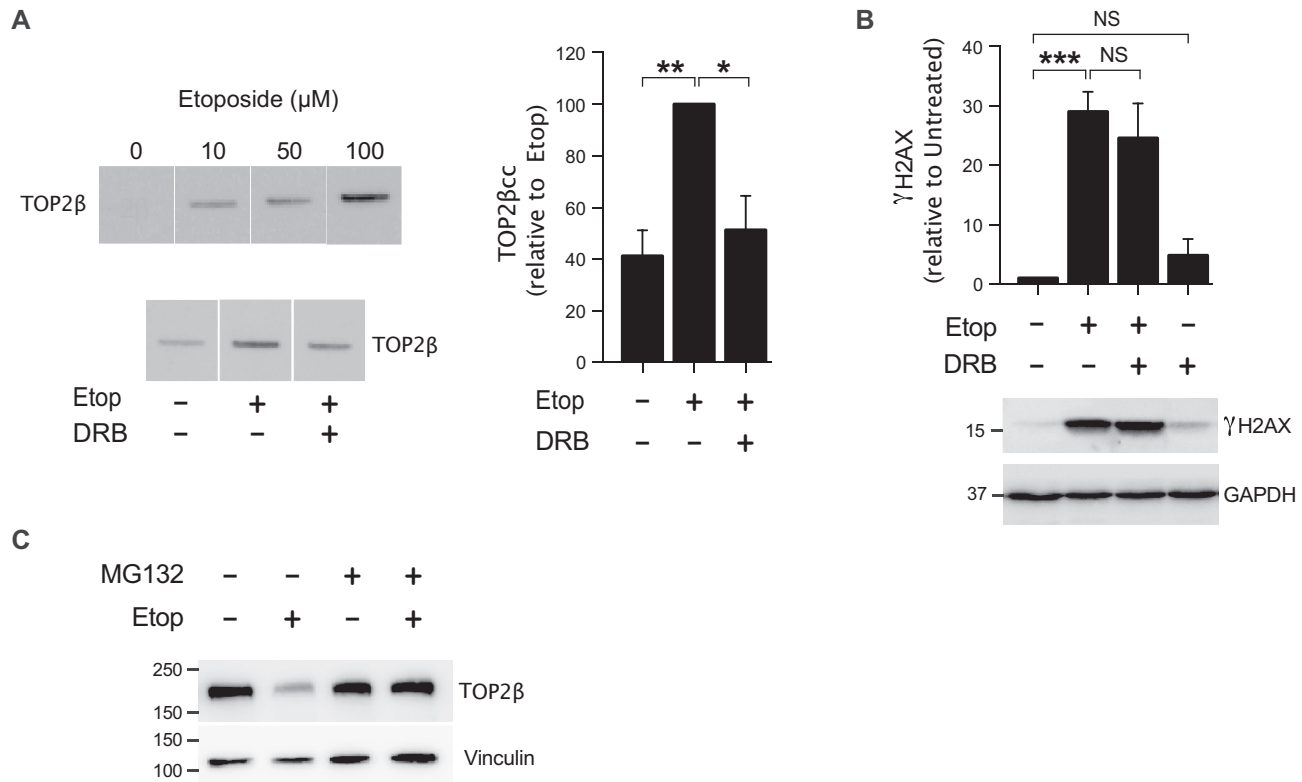 A
Etoposide (µM)
0 10 50 100
TOP2β
TOP2β
Etop – + +
DRB – – +
TOP2βcc
(relative to Etop)
120
100
80
60
40
20
0
** *
Etop – + +
DRB – – +
B
NS
*** NS
γH2AX
(relative to Untreated)
40
30
20
10
0
Etop – + + –
DRB – – + +
15 γH2AX
37 GAPDH
C
MG132 – – + +
Etop – + – +
250
150
TOP2β
150
100
Vinculin